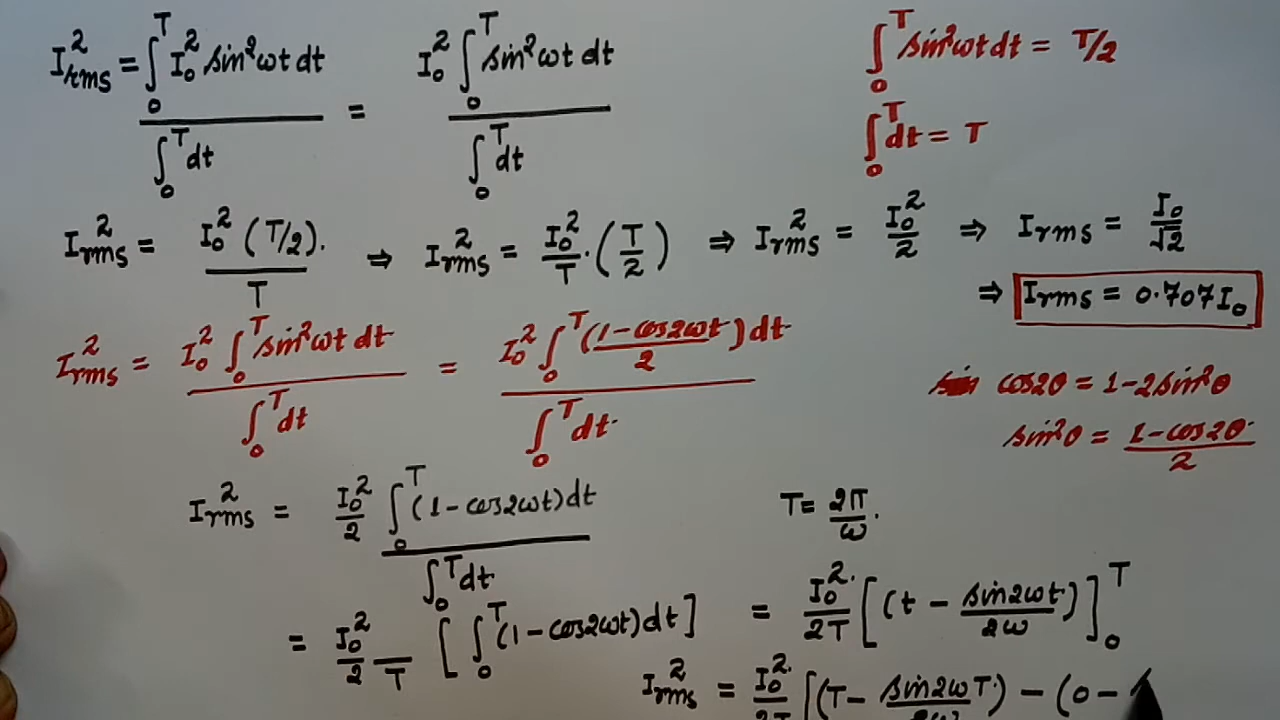 I²rms = ∫₀ᵀ I₀² sin²ωt dt / ∫₀ᵀ dt = I₀² ∫₀ᵀ sin²ωt dt / ∫₀ᵀ dt
∫₀ᵀ sin²ωt dt = T/2
∫₀ᵀ dt = T
I²rms = I₀² (T/2). / T ⇒ I²rms = I₀²/T · (T/2) ⇒ I²rms = I₀²/2 ⇒ Irms = I₀/√2
⇒ Irms = 0.707 I₀
I²rms = I₀² ∫₀ᵀ sin²ωt dt / ∫₀ᵀ dt = I₀² ∫₀ᵀ ((1-cos2ωt)/2) dt / ∫₀ᵀ dt.
cos2θ = 1-2sin²θ
sin²θ = (1-cos2θ)/2
I²rms = I₀²/2 ∫₀ᵀ (1-cos2ωt) dt / ∫₀ᵀ dt
T = 2π/ω.
= I₀²/2 /T [∫₀ᵀ (1-cos2ωt) dt] = I₀²/2T [(t - sin2ωt/2ω)]₀ᵀ
I²rms = I₀²/2T [(T - sin2ωT/2ω) - (0 -